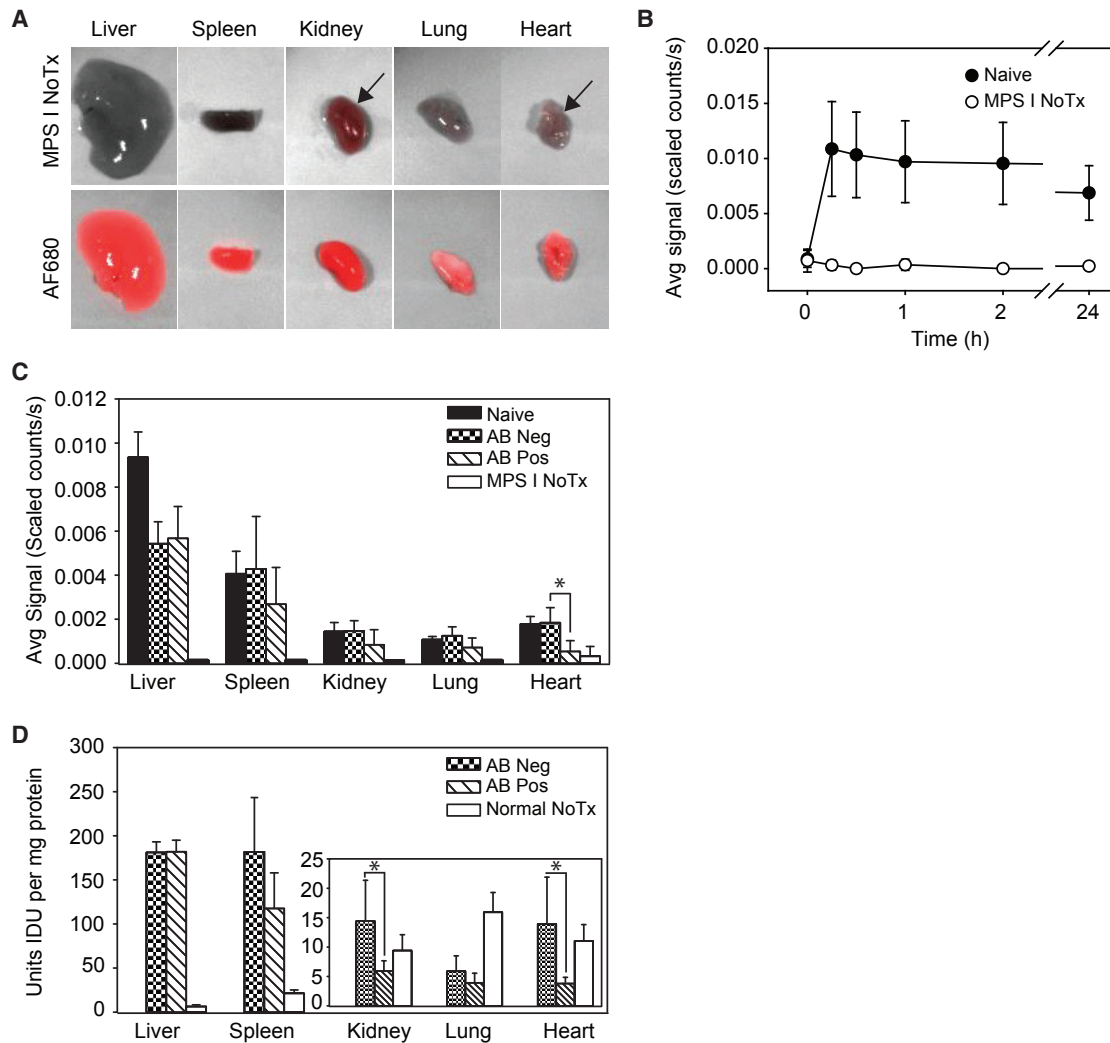 A
Liver Spleen Kidney Lung Heart
MPS I NoTx
AF680
B
Avg signal (scaled counts/s)
0.020
0.015
0.010
0.005
0.000
Naive
MPS I NoTx
0 1 2 24
Time (h)
C
Avg Signal (Scaled counts/s)
0.012
0.010
0.008
0.006
0.004
0.002
0.000
Naive
AB Neg
AB Pos
MPS I NoTx
*
Liver Spleen Kidney Lung Heart
D
Units IDU per mg protein
300
250
200
150
100
50
0
AB Neg
AB Pos
Normal NoTx
25
20
15
10
5
0
* *
Liver Spleen Kidney Lung Heart